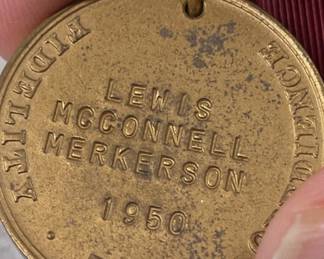 LEWIS
MCCONNELL
MERKERSON
1950
FIDELITY